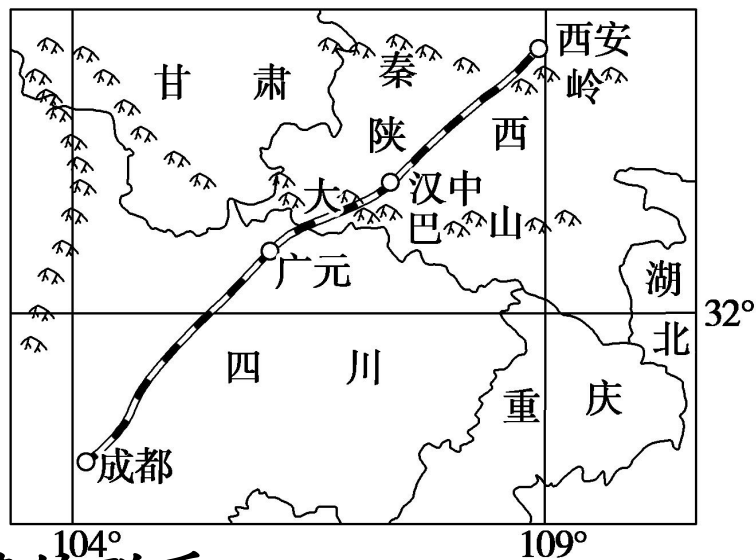 西安
秦
岭
甘 肃
陕 西
汉中
大
巴 山
广元
湖
北
32°
四 川
重 庆
成都
104° 109°